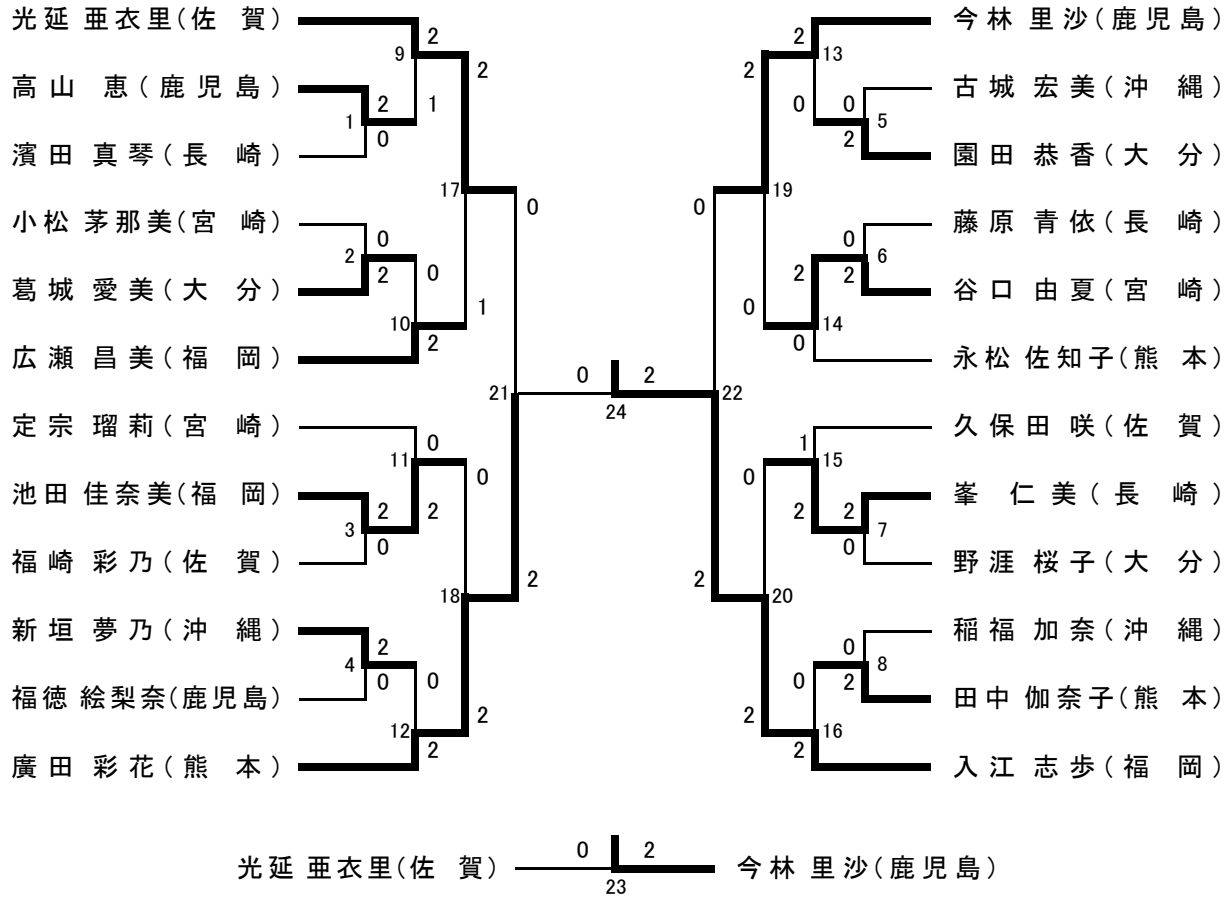 光延 亜衣里(佐 賀) 2 2 今林 里沙(鹿児島)
9 13
2 2
高山 恵(鹿児島) 2 1 0 0 古城 宏美(沖縄)
1 5
0 2
濱田 真琴(長崎) 園田 恭香(大分)
17 19
0 0
小松 茅那美(宮崎) 0 0 藤原 青依(長崎)
2 6
2 0 2 2
葛城 愛美(大分) 1 0 谷口 由夏(宮崎)
10 14
2 0
広瀬 昌美(福岡) 永松 佐知子(熊本)
0 2
21 22
24
定宗 瑠莉(宮崎) 0 1 久保田 咲(佐賀)
11 15
0 0
池田 佳奈美(福岡) 2 2 2 2 峯 仁美(長崎)
3 7
0 0
福崎 彩乃(佐賀) 野涯 桜子(大分)
2 2
18 20
新垣 夢乃(沖縄) 2 0 稲福 加奈(沖縄)
4 8
0 0 0 2
福徳 絵梨奈(鹿児島) 田中 伽奈子(熊本)
2 2
12 16
2 2
廣田 彩花(熊本) 入江 志歩(福岡)
0 2
光延 亜衣里(佐 賀) 今林 里沙(鹿児島)
23